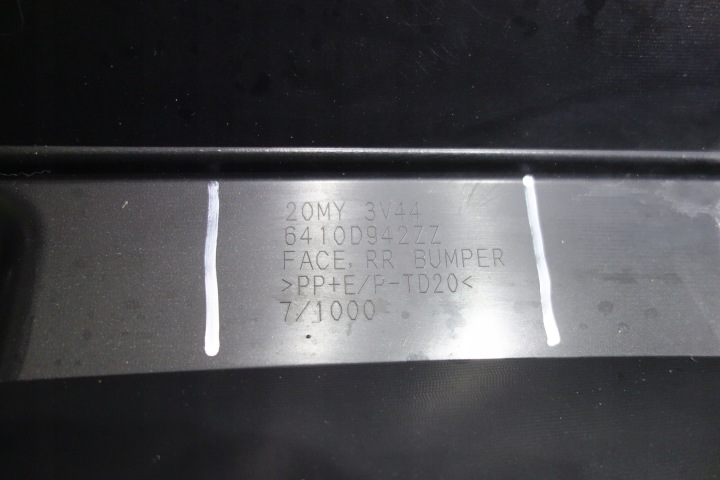 20MY 3V44
6410D942ZZ
FACE, RR BUMPER
>PP+E/P-TD20<
7/1000